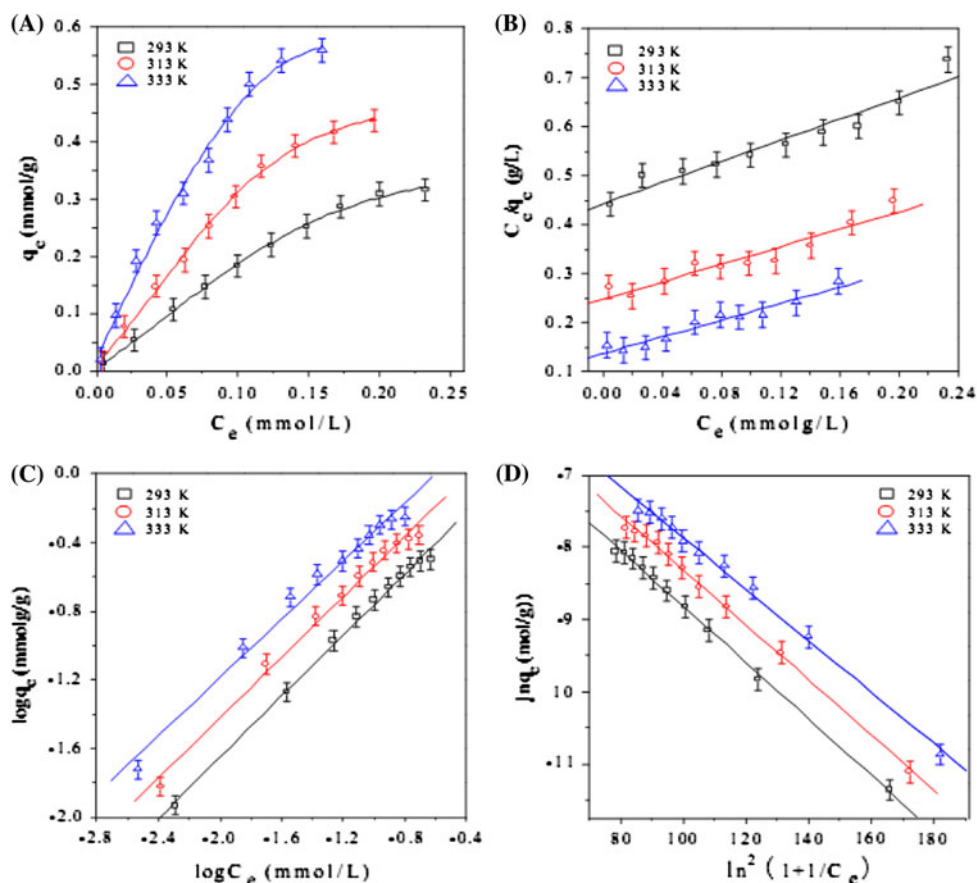 (A)
293 K
313 K
333 K
0.6
0.5
0.4
0.3
0.2
0.1
0.0
qe (mmol/g)
0.00 0.05 0.10 0.15 0.20 0.25
Ce (mmol/L)
(B)
293 K
313 K
333 K
0.8
0.7
0.6
0.5
0.4
0.3
0.2
0.1
Ce/qe (g/L)
0.00 0.04 0.08 0.12 0.16 0.20 0.24
Ce (mmolg/L)
(C)
293 K
313 K
333 K
0.0
-0.4
-0.8
-1.2
-1.6
-2.0
logqe (mmolg/g)
-2.8 -2.4 -2.0 -1.6 -1.2 -0.8 -0.4
logCe (mmol/L)
(D)
293 K
313 K
333 K
-7
-8
-9
-10
-11
lnqe (mol/g))
80 100 120 140 160 180
ln² (1+1/Ce)